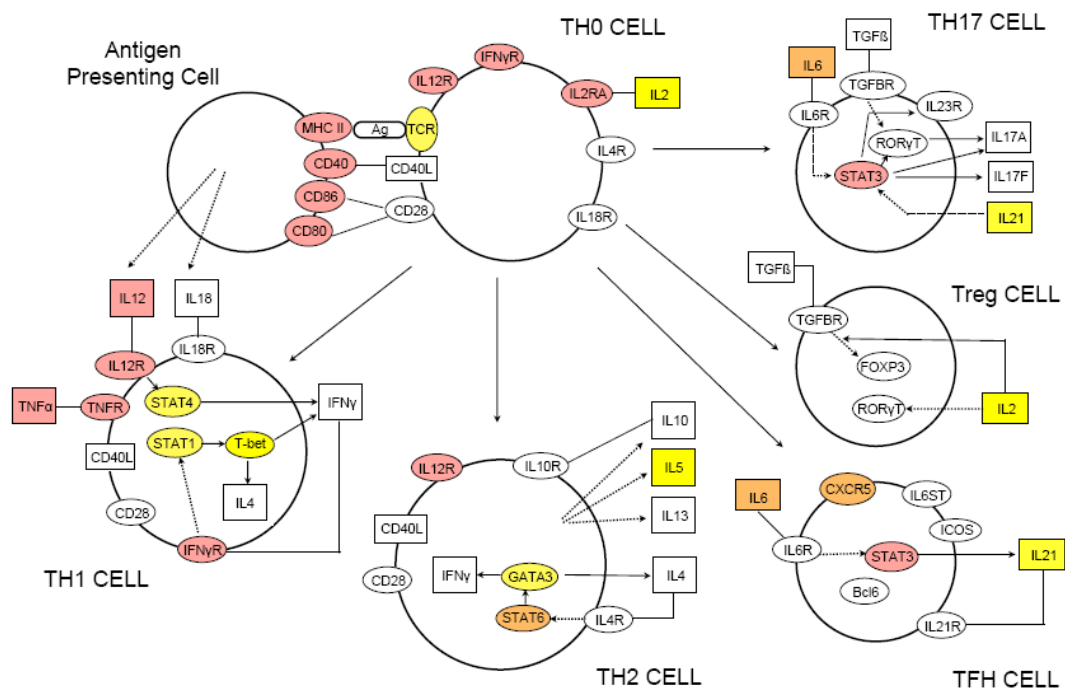 TH0 CELL
TH17 CELL
Antigen
Presenting Cell
MHC II
Ag
TCR
CD40
CD40L
CD86
CD28
CD80
IL12R
IFNγR
IL2RA
IL2
IL4R
IL18R
TGFß
IL6
TGFBR
IL6R
IL23R
RORγT
IL17A
STAT3
IL17F
IL21
IL12
IL18
IL12R
IL18R
TNFα
TNFR
STAT4
IFNγ
STAT1
T-bet
CD40L
IL4
CD28
IFNγR
TH1 CELL
IL12R
IL10R
IL10
IL5
IL13
CD40L
CD28
IFNγ
GATA3
IL4
STAT6
IL4R
TH2 CELL
TGFß
Treg CELL
TGFBR
FOXP3
RORγT
IL2
IL6
CXCR5
IL6ST
ICOS
IL6R
STAT3
IL21
Bcl6
IL21R
TFH CELL